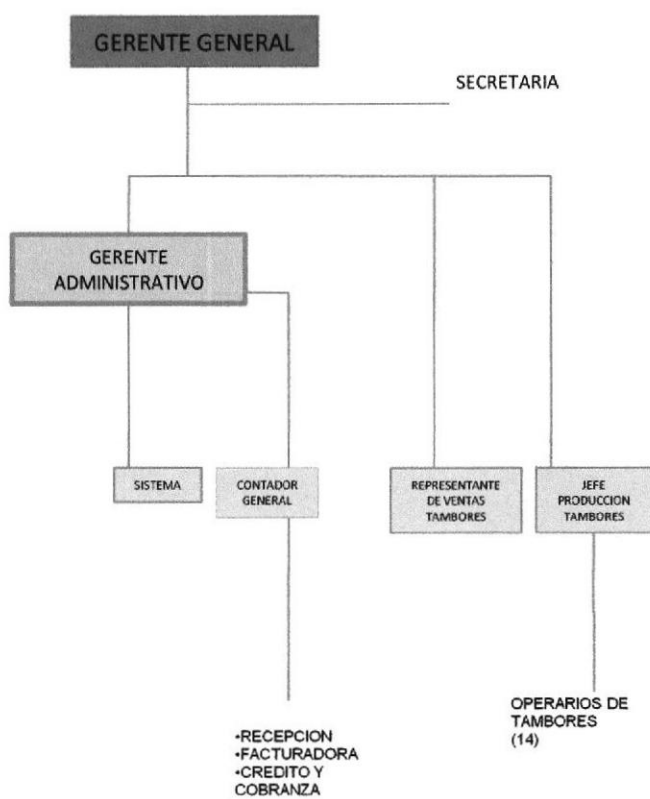 GERENTE GENERAL
SECRETARIA
GERENTE
ADMINISTRATIVO
SISTEMA
CONTADOR
GENERAL
REPRESENTANTE
DE VENTAS
TAMBORES
JEFE
PRODUCCION
TAMBORES
•RECEPCION
•FACTURADORA
•CREDITO Y
COBRANZA
OPERARIOS DE
TAMBORES
(14)